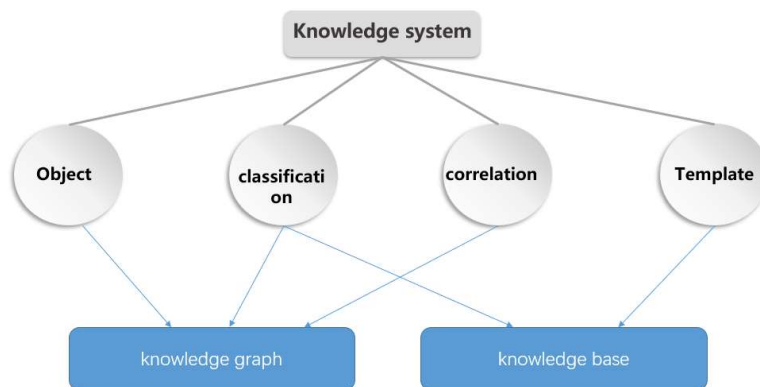 Knowledge system
Object
classificati
on
correlation
Template
knowledge graph
knowledge base